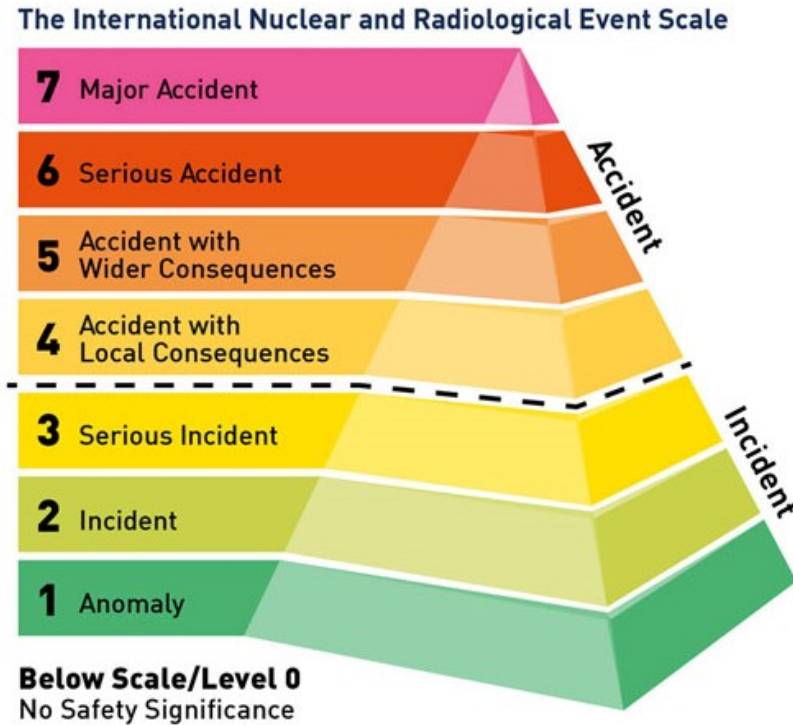 The International Nuclear and Radiological Event Scale
7 Major Accident
6 Serious Accident
5 Accident with
Wider Consequences
4 Accident with
Local Consequences
3 Serious Incident
2 Incident
1 Anomaly
Accident
Incident
Below Scale/Level 0
No Safety Significance